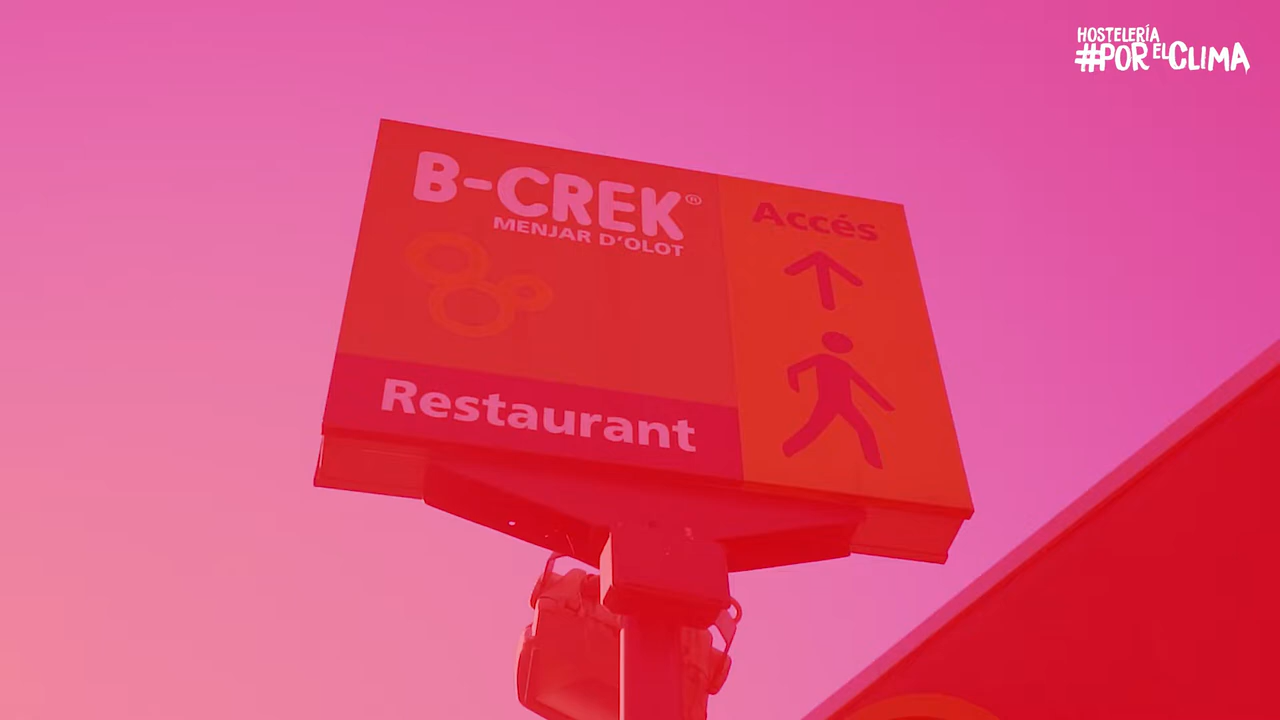 HOSTELERÍA
#POR EL CLIMA
B-CREK®
MENJAR D'OLOT
Restaurant
Accés